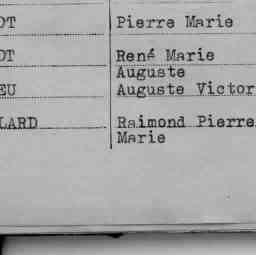 OT Pierre Marie
OT René Marie
Auguste
EU Auguste Victor
LARD Raimond Pierre
Marie